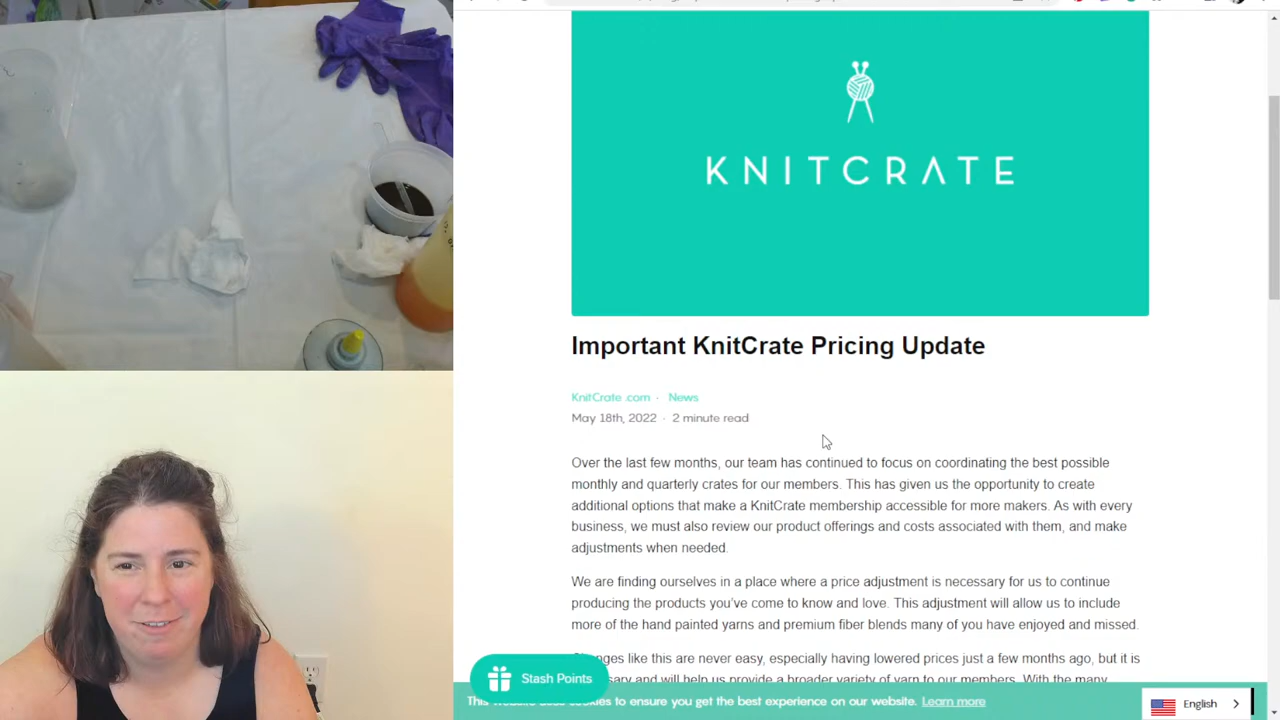 KNITCRATE
Important KnitCrate Pricing Update
KnitCrate .com · News
May 18th, 2022 · 2 minute read
Over the last few months, our team has continued to focus on coordinating the best possible
monthly and quarterly crates for our members. This has given us the opportunity to create
additional options that make a KnitCrate membership accessible for more makers. As with every
business, we must also review our product offerings and costs associated with them, and make
adjustments when needed.
We are finding ourselves in a place where a price adjustment is necessary for us to continue
producing the products you've come to know and love. This adjustment will allow us to include
more of the hand painted yarns and premium fiber blends many of you have enjoyed and missed.
like this are never easy, especially having lowered prices just a few months ago, but it is
and will help us provide a broader variety of yarn to our members. With the many
Stash Points
This website uses cookies to ensure you get the best experience on our website. Learn more
English